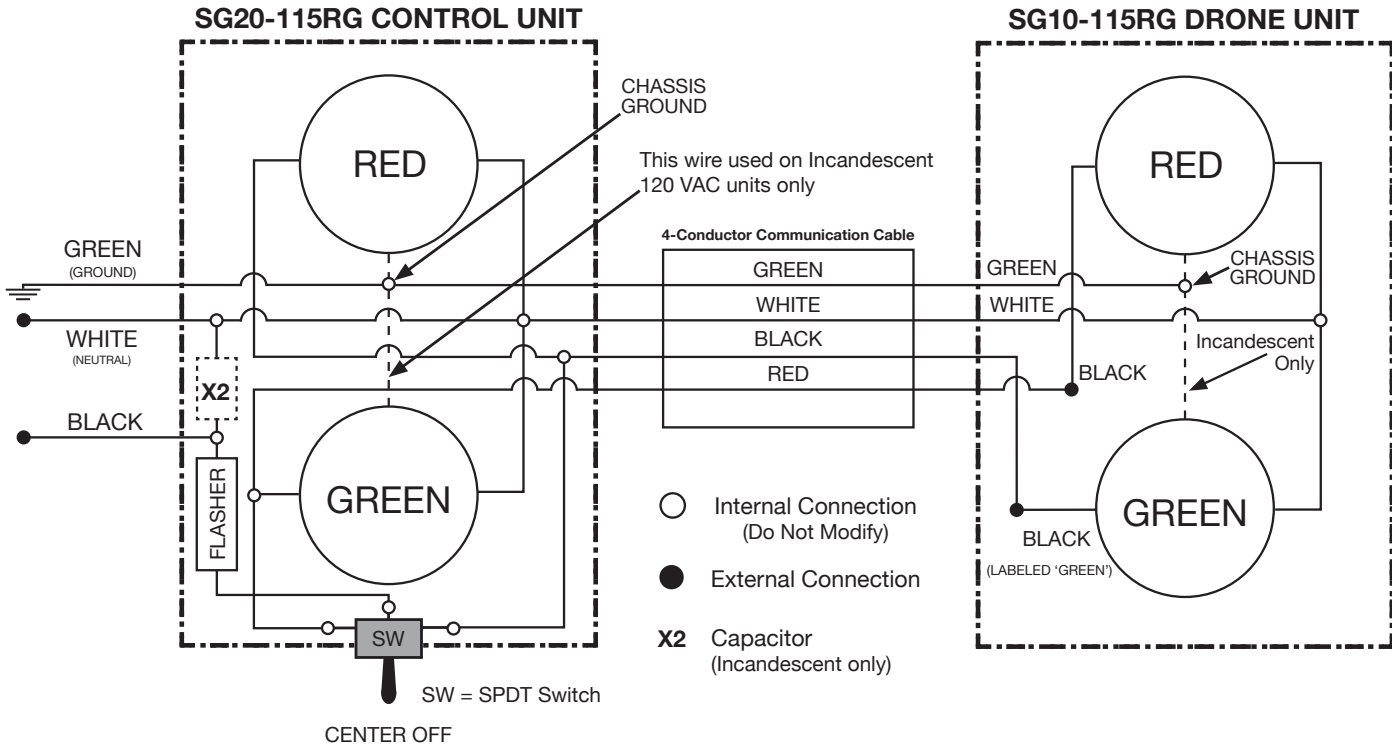 SG20-115RG CONTROL UNIT
SG10-115RG DRONE UNIT
RED
CHASSIS
GROUND
This wire used on Incandescent
120 VAC units only
RED
GREEN
(GROUND)
4-Conductor Communication Cable
GREEN
WHITE
BLACK
RED
GREEN
WHITE
CHASSIS
GROUND
WHITE
(NEUTRAL)
Incandescent
Only
X2
BLACK
BLACK
FLASHER
GREEN
Internal Connection
(Do Not Modify)
External Connection
X2 Capacitor
(Incandescent only)
BLACK
(LABELED 'GREEN')
GREEN
SW
SW = SPDT Switch
CENTER OFF